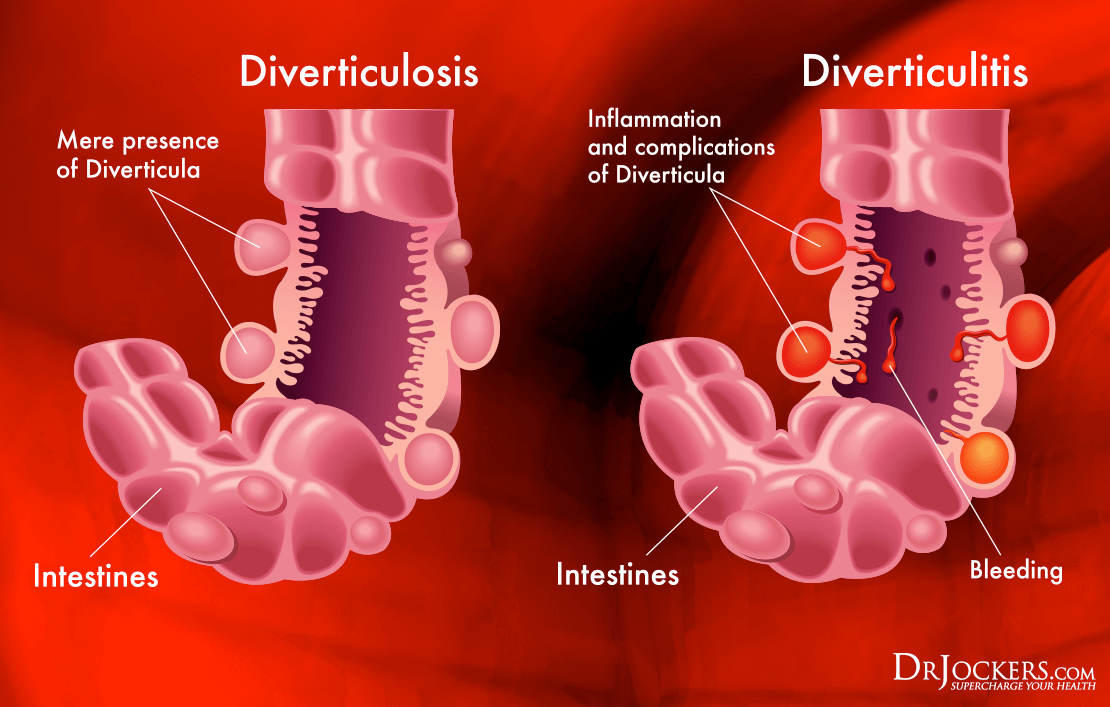 Diverticulosis
Mere presence
of Diverticula
Intestines
Diverticulitis
Inflammation
and complications
of Diverticula
Intestines
Bleeding
DRJOCKERS.COM
SUPERCHARGE YOUR HEALTH